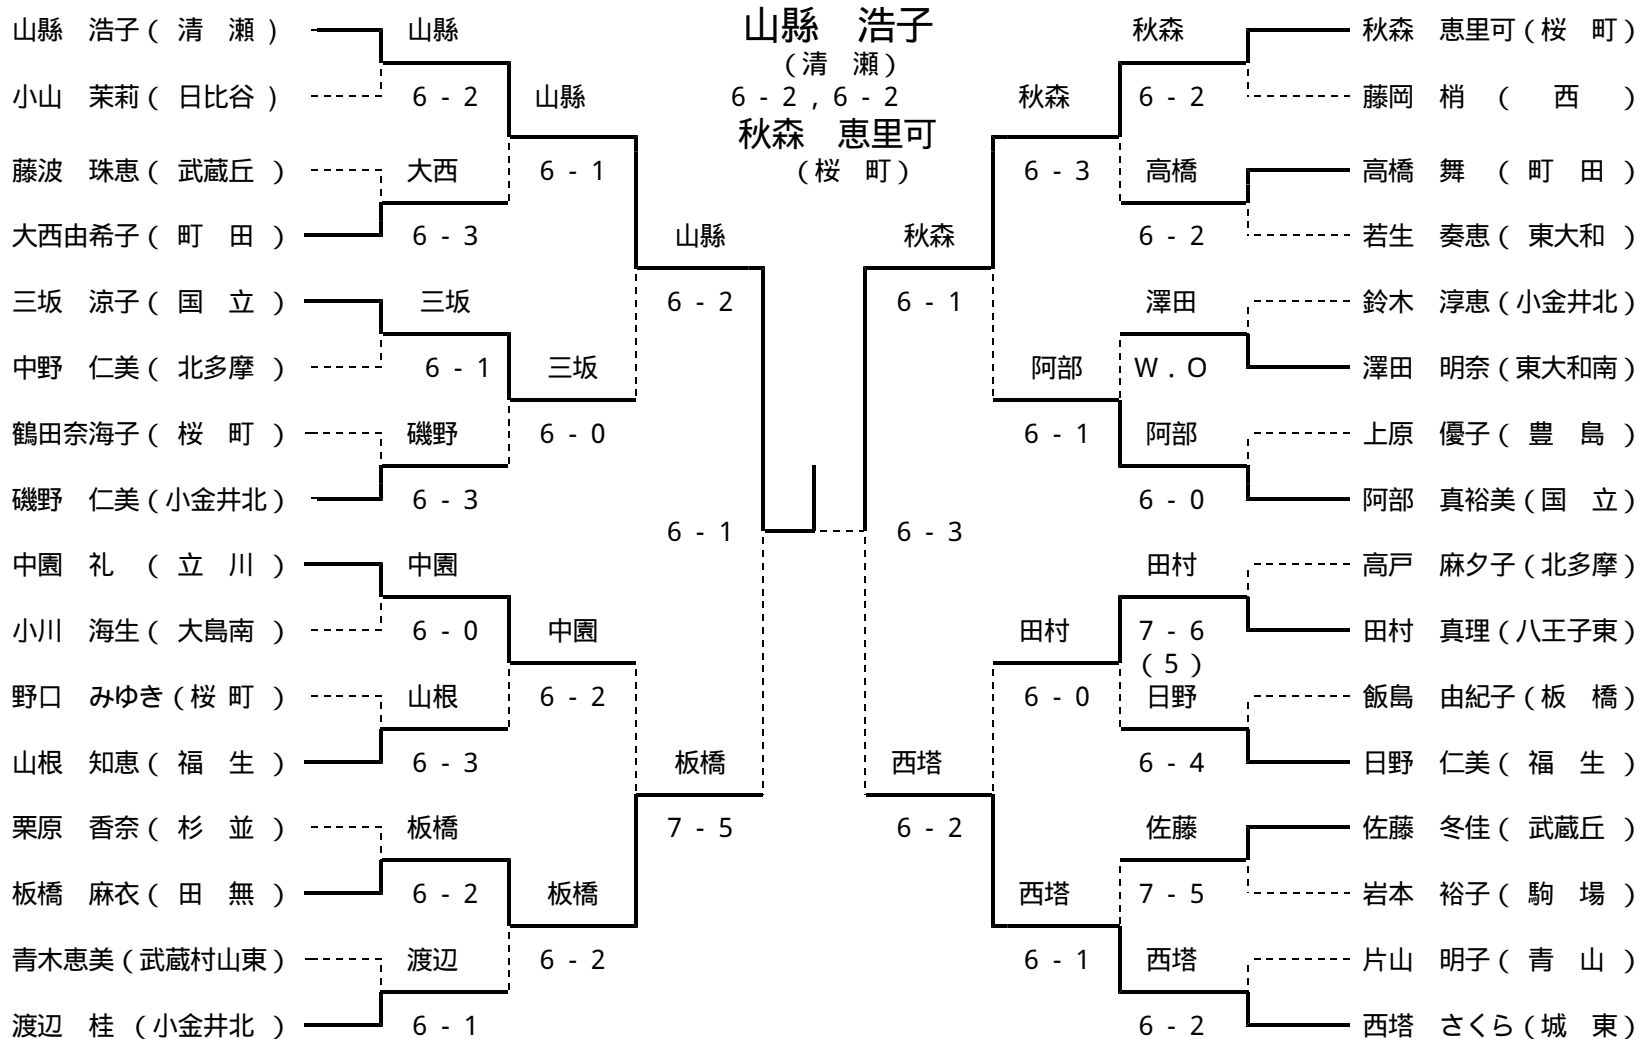 山縣　浩子
(清　瀬)
6 - 2 , 6 - 2
秋森　恵里可
(桜　町)
山縣　浩子 ( 清　瀬 )
山縣
小山　茉莉 ( 日比谷 )
6 - 2
山縣
藤波　珠恵 ( 武蔵丘 )
大西
6 - 1
大西由希子 ( 町　田 )
6 - 3
山縣
三坂　涼子 ( 国　立 )
三坂
6 - 2
中野　仁美 ( 北多摩 )
6 - 1
三坂
鶴田奈海子 ( 桜　町 )
磯野
6 - 0
磯野　仁美 (小金井北)
6 - 3
6 - 1
中園　礼　( 立　川 )
中園
小川　海生 ( 大島南 )
6 - 0
中園
野口　みゆき (桜 町 )
山根
6 - 2
山根　知恵 ( 福　生 )
6 - 3
板橋
栗原　香奈 ( 杉　並 )
板橋
7 - 5
板橋　麻衣 ( 田　無 )
6 - 2
板橋
青木恵美 (武蔵村山東)
渡辺
6 - 2
渡辺　桂　(小金井北 )
6 - 1
秋森
秋森　恵里可 (桜　町)
秋森
6 - 2
藤岡　梢　(　西　)
6 - 3
高橋
高橋　舞　( 町　田 )
秋森
6 - 2
若生　奏恵 ( 東大和 )
6 - 1
澤田
鈴木　淳恵 (小金井北)
阿部
W . O
澤田　明奈 (東大和南)
6 - 1
阿部
上原　優子 ( 豊　島 )
6 - 0
阿部　真裕美 (国　立)
6 - 3
田村
高戸　麻夕子 (北多摩)
田村
7 - 6
(5)
田村　真理 (八王子東)
6 - 0
日野
飯島　由紀子 (板　橋)
西塔
6 - 4
日野　仁美 ( 福　生 )
6 - 2
佐藤
佐藤　冬佳 ( 武蔵丘 )
西塔
7 - 5
岩本　裕子 ( 駒　場 )
6 - 1
西塔
片山　明子 ( 青　山 )
6 - 2
西塔　さくら (城　東)